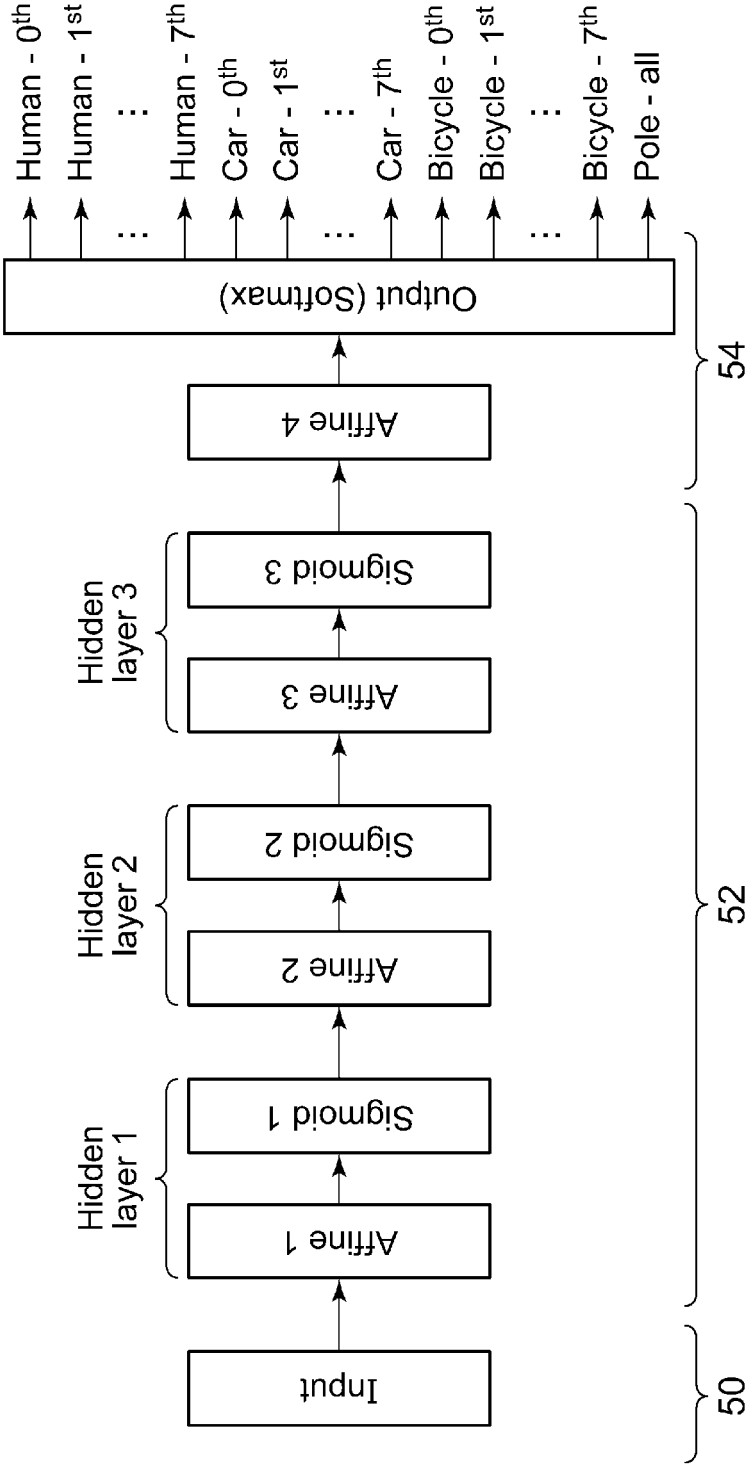 Hidden
layer 1
Hidden
layer 2
Hidden
layer 3
Input
Affine 1
Sigmoid 1
Affine 2
Sigmoid 2
Affine 3
Sigmoid 3
Affine 4
Output (Softmax)
Human - 0th
Human - 1st
⋯ ⋯
Human - 7th
Car - 0th
Car - 1st
⋯ ⋯
Car - 7th
Bicycle - 0th
Bicycle - 1st
⋯ ⋯
Bicycle - 7th
Pole - all
50
52
54